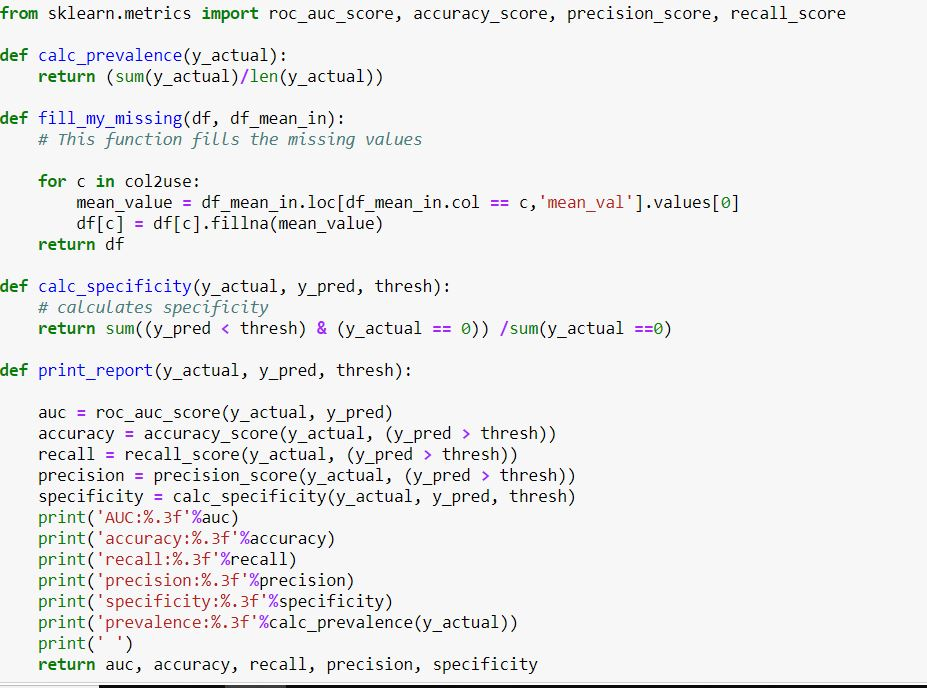 from sklearn.metrics import roc_auc_score, accuracy_score, precision_score, recall_score
def calc_prevalence(y_actual):
    return (sum(y_actual)/len(y_actual))
def fill_my_missing(df, df_mean_in):
    # This function fills the missing values
    for c in col2use:
        mean_value = df_mean_in.loc[df_mean_in.col == c,'mean_val'].values[0]
        df[c] = df[c].fillna(mean_value)
    return df
def calc_specificity(y_actual, y_pred, thresh):
    # calculates specificity
    return sum((y_pred < thresh) & (y_actual == 0)) /sum(y_actual ==0)
def print_report(y_actual, y_pred, thresh):
    auc = roc_auc_score(y_actual, y_pred)
    accuracy = accuracy_score(y_actual, (y_pred > thresh))
    recall = recall_score(y_actual, (y_pred > thresh))
    precision = precision_score(y_actual, (y_pred > thresh))
    specificity = calc_specificity(y_actual, y_pred, thresh)
    print('AUC:%.3f'%auc)
    print('accuracy:%.3f'%accuracy)
    print('recall:%.3f'%recall)
    print('precision:%.3f'%precision)
    print('specificity:%.3f'%specificity)
    print('prevalence:%.3f'%calc_prevalence(y_actual))
    print(' ')
    return auc, accuracy, recall, precision, specificity